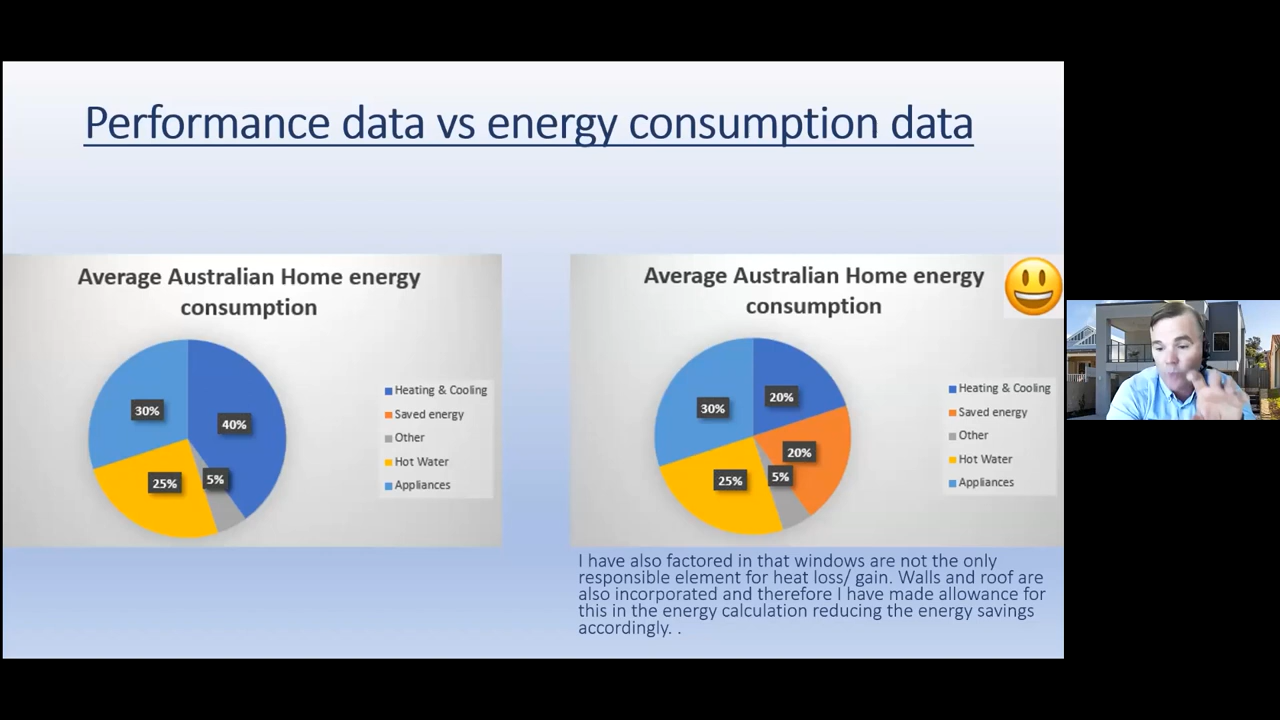 Performance data vs energy consumption data
Average Australian Home energy
consumption
30%
40%
25%
5%
Heating & Cooling
Saved energy
Other
Hot Water
Appliances
Average Australian Home energy
consumption
30%
20%
20%
25%
5%
Heating & Cooling
Saved energy
Other
Hot Water
Appliances
I have also factored in that windows are not the only
responsible element for heat loss/ gain. Walls and roof are
also incorporated and therefore I have made allowance for
this in the energy calculation reducing the energy savings
accordingly. .